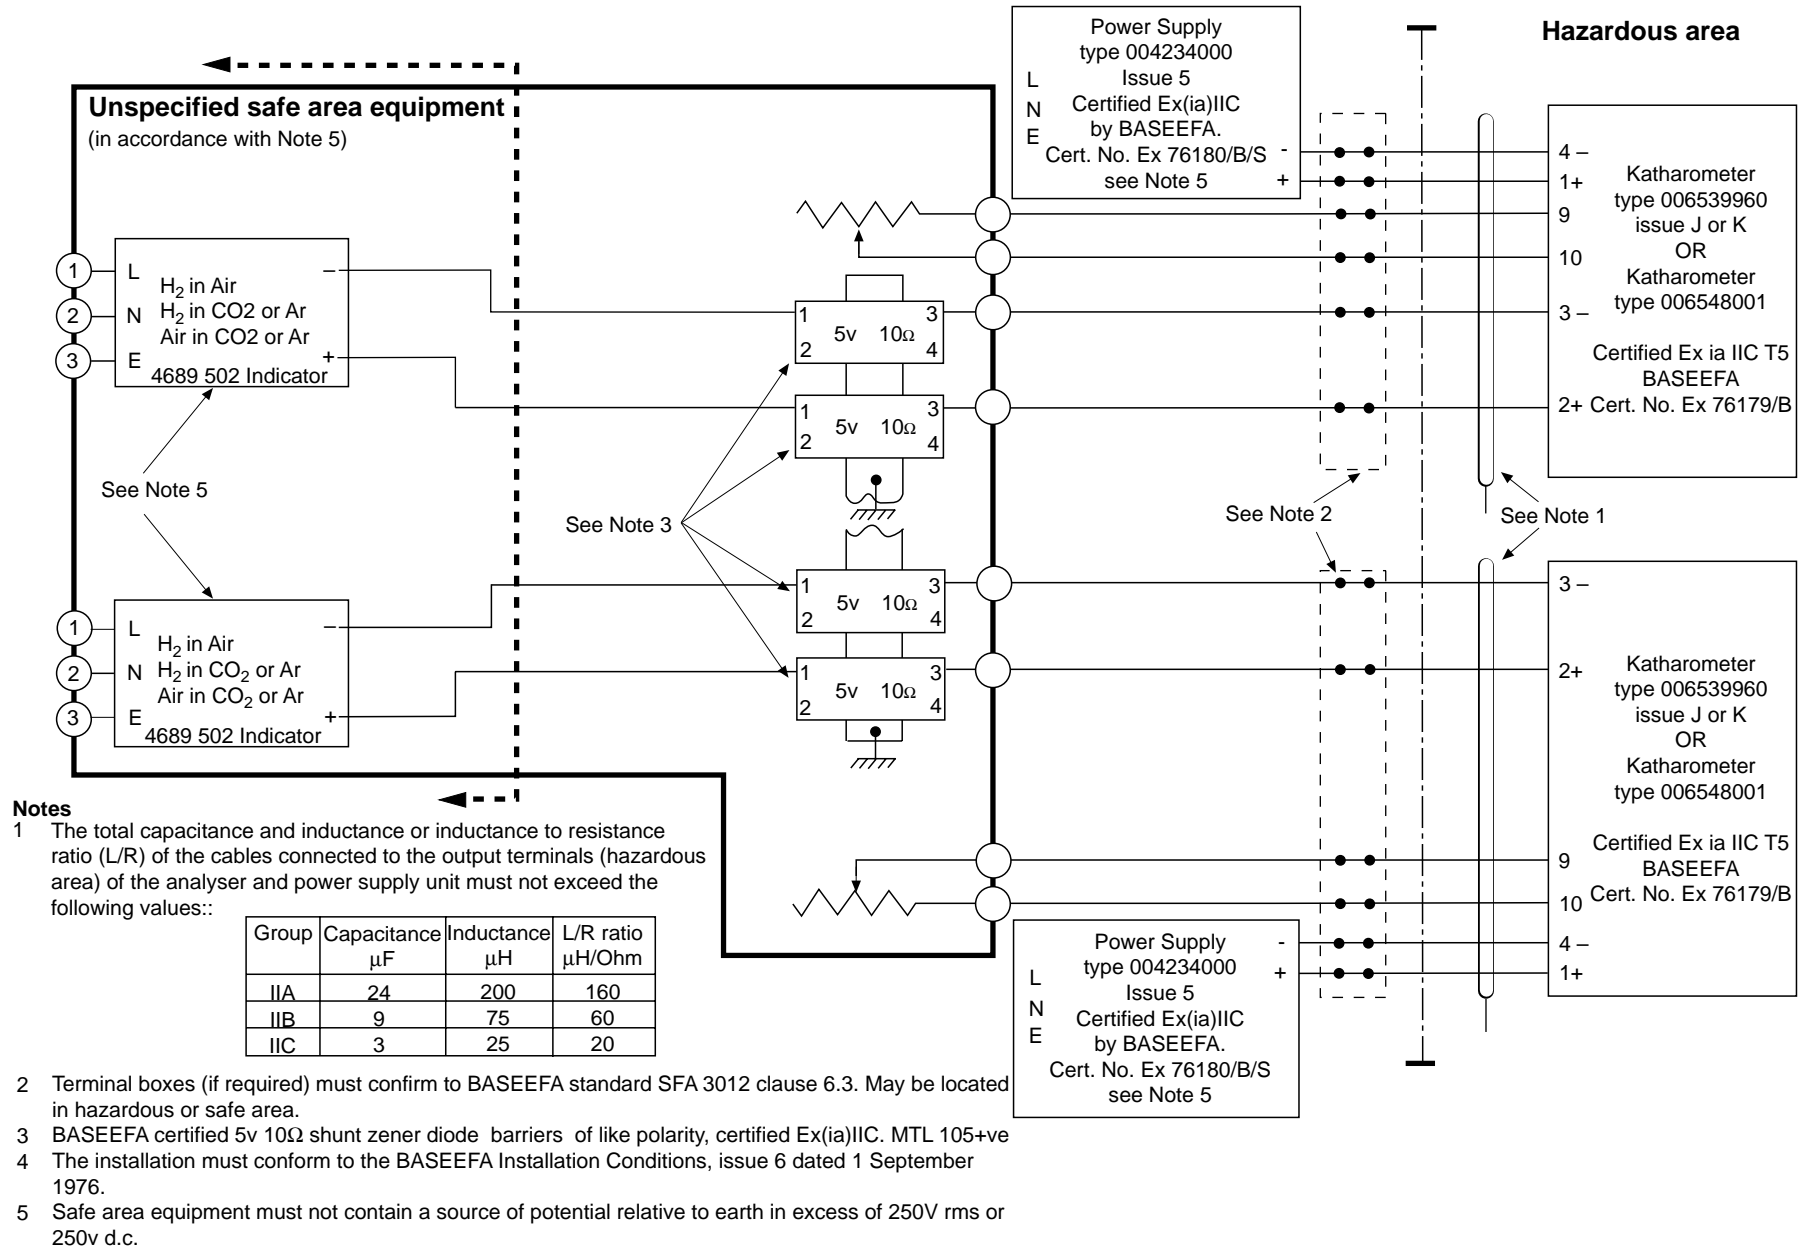 Hazardous area
Power Supply
type 004234000
Issue 5
Certified Ex(ia)IIC
by BASEEFA.
Cert. No. Ex 76180/B/S
see Note 5
L
N
E
-
+
Unspecified safe area equipment
(in accordance with Note 5)
4 –
1+
9
10
3 –
2+
Katharometer
type 006539960
issue J or K
OR
Katharometer
type 006548001
Certified Ex ia IIC T5
BASEEFA
Cert. No. Ex 76179/B
1
2
3
L
N
E
H2 in Air
H2 in CO2 or Ar
Air in CO2 or Ar
4689 502 Indicator
–
+
1 3
5v 10Ω
2 4
1 3
5v 10Ω
2 4
See Note 5
See Note 3
See Note 2
See Note 1
1
2
3
L
N
E
H2 in Air
H2 in CO2 or Ar
Air in CO2 or Ar
4689 502 Indicator
–
+
1 3
5v 10Ω
2 4
1 3
5v 10Ω
2 4
3 –
2+
9
10
4 –
1+
Katharometer
type 006539960
issue J or K
OR
Katharometer
type 006548001
Certified Ex ia IIC T5
BASEEFA
Cert. No. Ex 76179/B
Power Supply
type 004234000
Issue 5
Certified Ex(ia)IIC
by BASEEFA.
Cert. No. Ex 76180/B/S
see Note 5
L
N
E
-
+
Notes
1 The total capacitance and inductance or inductance to resistance
ratio (L/R) of the cables connected to the output terminals (hazardous
area) of the analyser and power supply unit must not exceed the
following values::
Group Capacitance Inductance L/R ratio
µF µH µH/Ohm
IIA 24 200 160
IIB 9 75 60
IIC 3 25 20
2 Terminal boxes (if required) must confirm to BASEEFA standard SFA 3012 clause 6.3. May be located
in hazardous or safe area.
3 BASEEFA certified 5v 10Ω shunt zener diode barriers of like polarity, certified Ex(ia)IIC. MTL 105+ve
4 The installation must conform to the BASEEFA Installation Conditions, issue 6 dated 1 September
1976.
5 Safe area equipment must not contain a source of potential relative to earth in excess of 250V rms or
250v d.c.